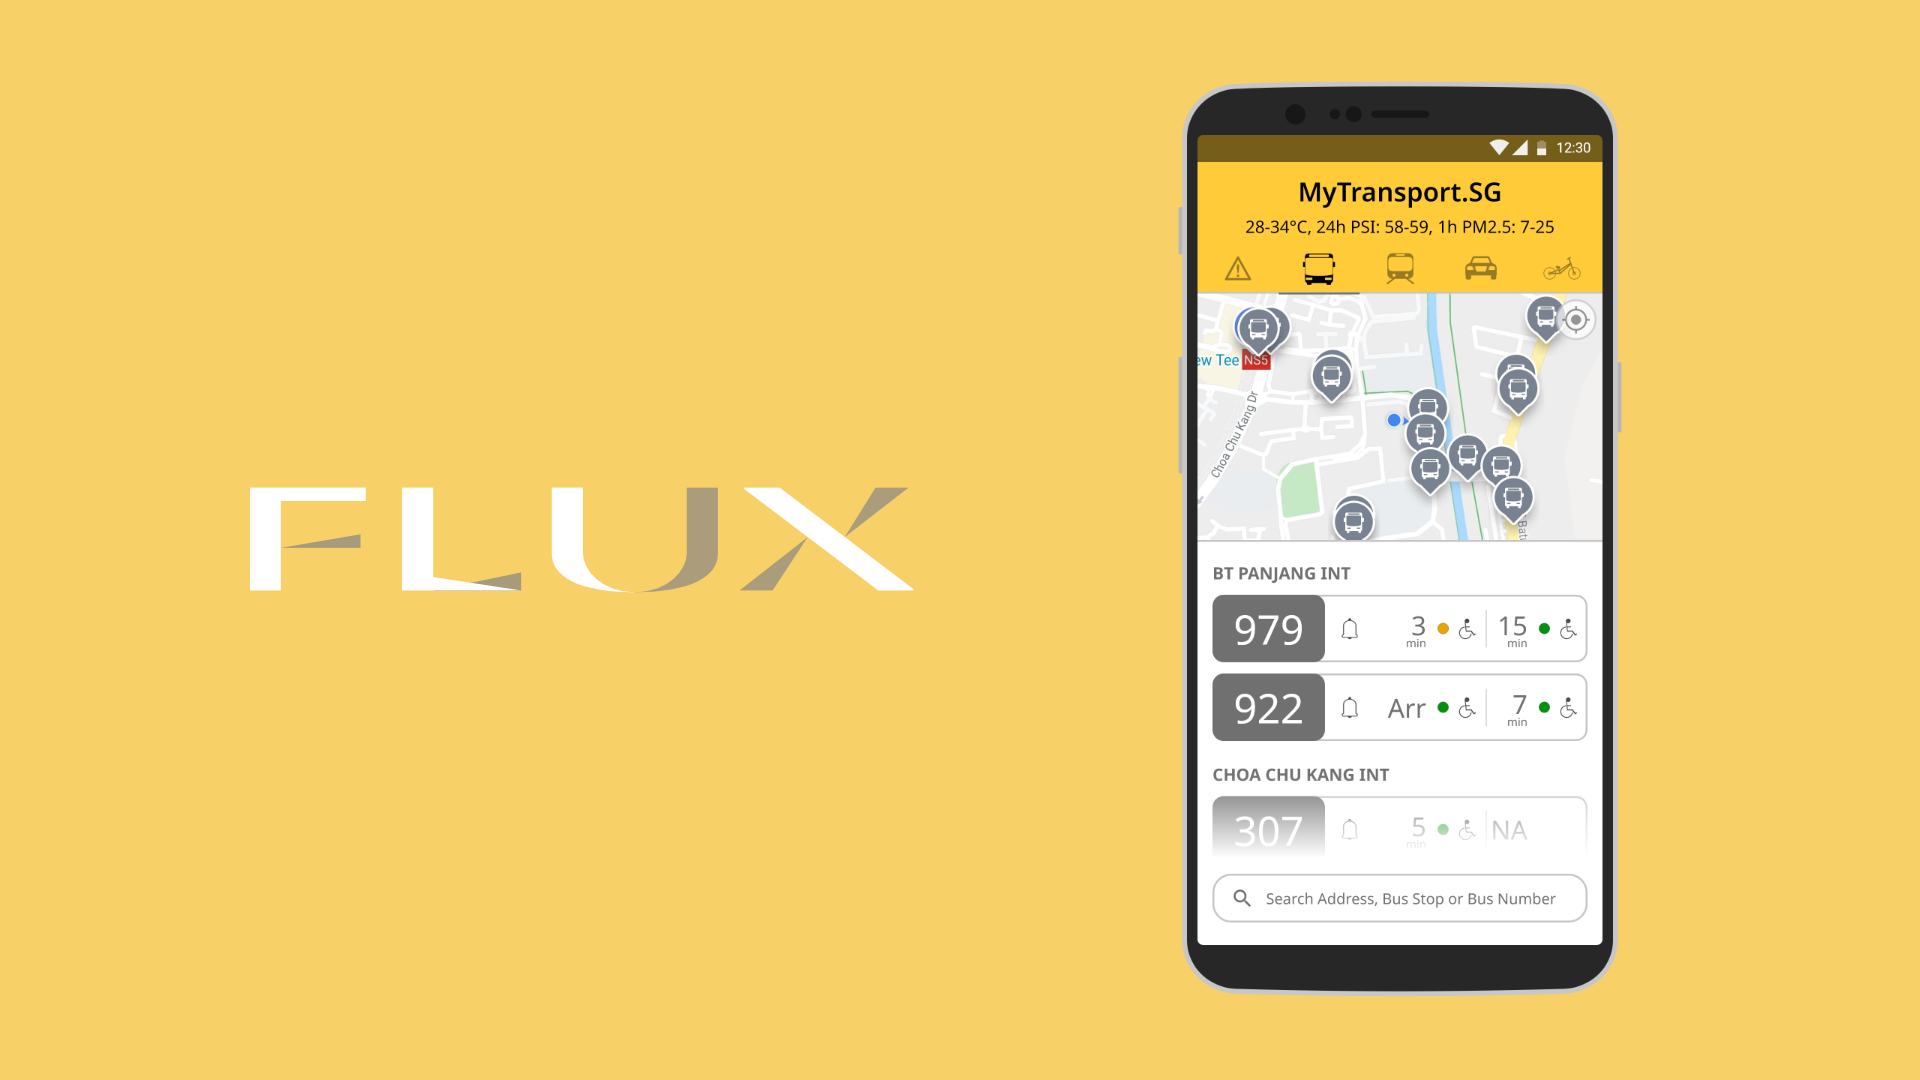 FLUX
12:30
MyTransport.SG
28-34°C, 24h PSI: 58-59, 1h PM2.5: 7-25
ew Tee NS5
Choa Chu Kang Dr
Bat
BT PANJANG INT
979 3 min 15 min
922 Arr 7 min
CHOA CHU KANG INT
307 5 min NA
Search Address, Bus Stop or Bus Number